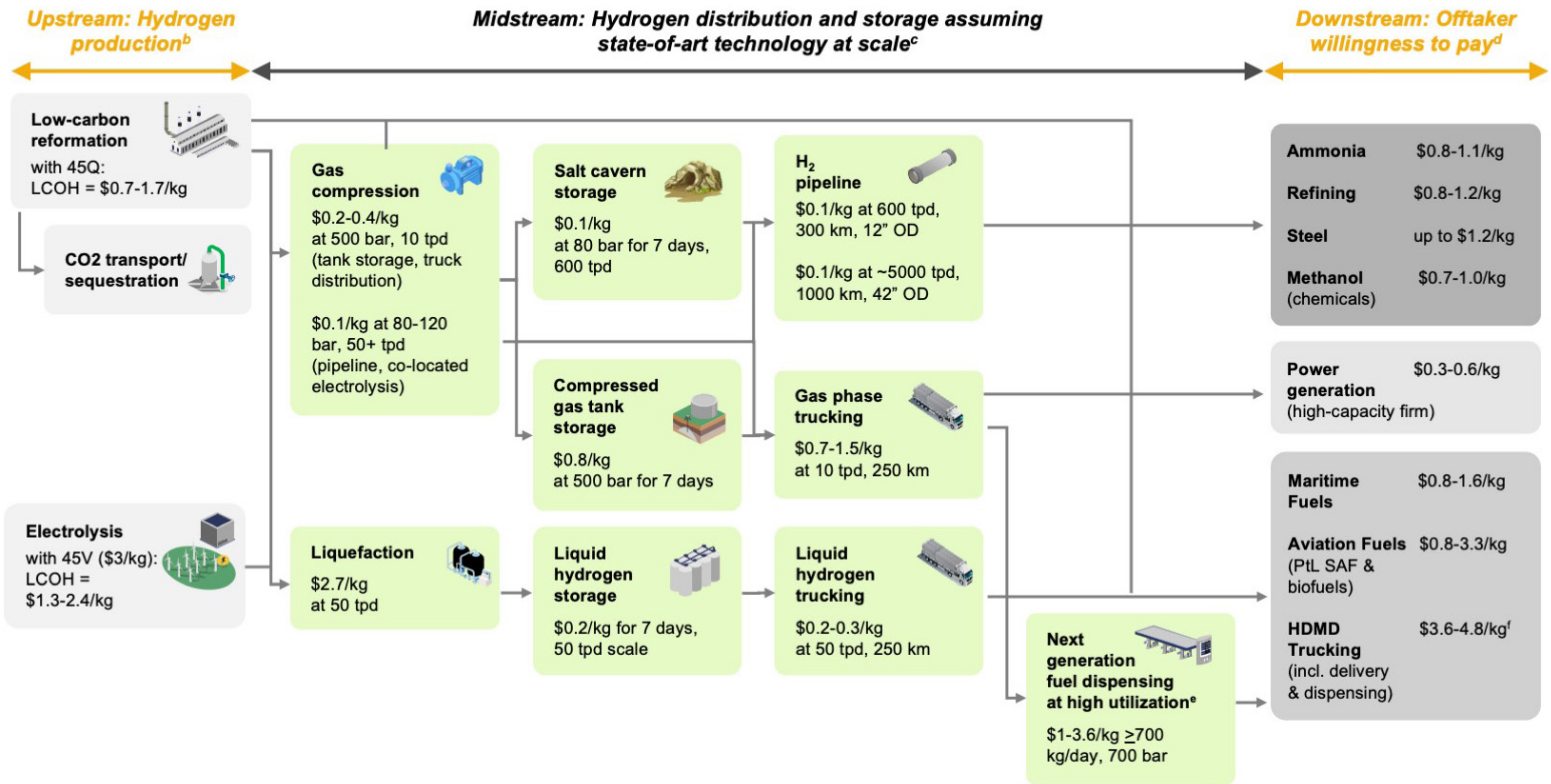 Upstream: Hydrogen
productionᵇ
Midstream: Hydrogen distribution and storage assuming
state-of-art technology at scaleᶜ
Downstream: Offtaker
willingness to payᵈ
Low-carbon
reformation
with 45Q:
LCOH = $0.7-1.7/kg
CO2 transport/
sequestration
Electrolysis
with 45V ($3/kg):
LCOH =
$1.3-2.4/kg
Gas
compression
$0.2-0.4/kg
at 500 bar, 10 tpd
(tank storage, truck
distribution)
$0.1/kg at 80-120
bar, 50+ tpd
(pipeline, co-located
electrolysis)
Liquefaction
$2.7/kg
at 50 tpd
Salt cavern
storage
$0.1/kg
at 80 bar for 7 days,
600 tpd
Compressed
gas tank
storage
$0.8/kg
at 500 bar for 7 days
Liquid
hydrogen
storage
$0.2/kg for 7 days,
50 tpd scale
H₂
pipeline
$0.1/kg at 600 tpd,
300 km, 12” OD
$0.1/kg at ~5000 tpd,
1000 km, 42” OD
Gas phase
trucking
$0.7-1.5/kg
at 10 tpd, 250 km
Liquid
hydrogen
trucking
$0.2-0.3/kg
at 50 tpd, 250 km
Next
generation
fuel dispensing
at high utilizationᵉ
$1-3.6/kg ≥700
kg/day, 700 bar
Ammonia $0.8-1.1/kg
Refining $0.8-1.2/kg
Steel up to $1.2/kg
Methanol $0.7-1.0/kg
(chemicals)
Power $0.3-0.6/kg
generation
(high-capacity firm)
Maritime $0.8-1.6/kg
Fuels
Aviation Fuels $0.8-3.3/kg
(PtL SAF &
biofuels)
HDMD $3.6-4.8/kgᶠ
Trucking
(incl. delivery
& dispensing)